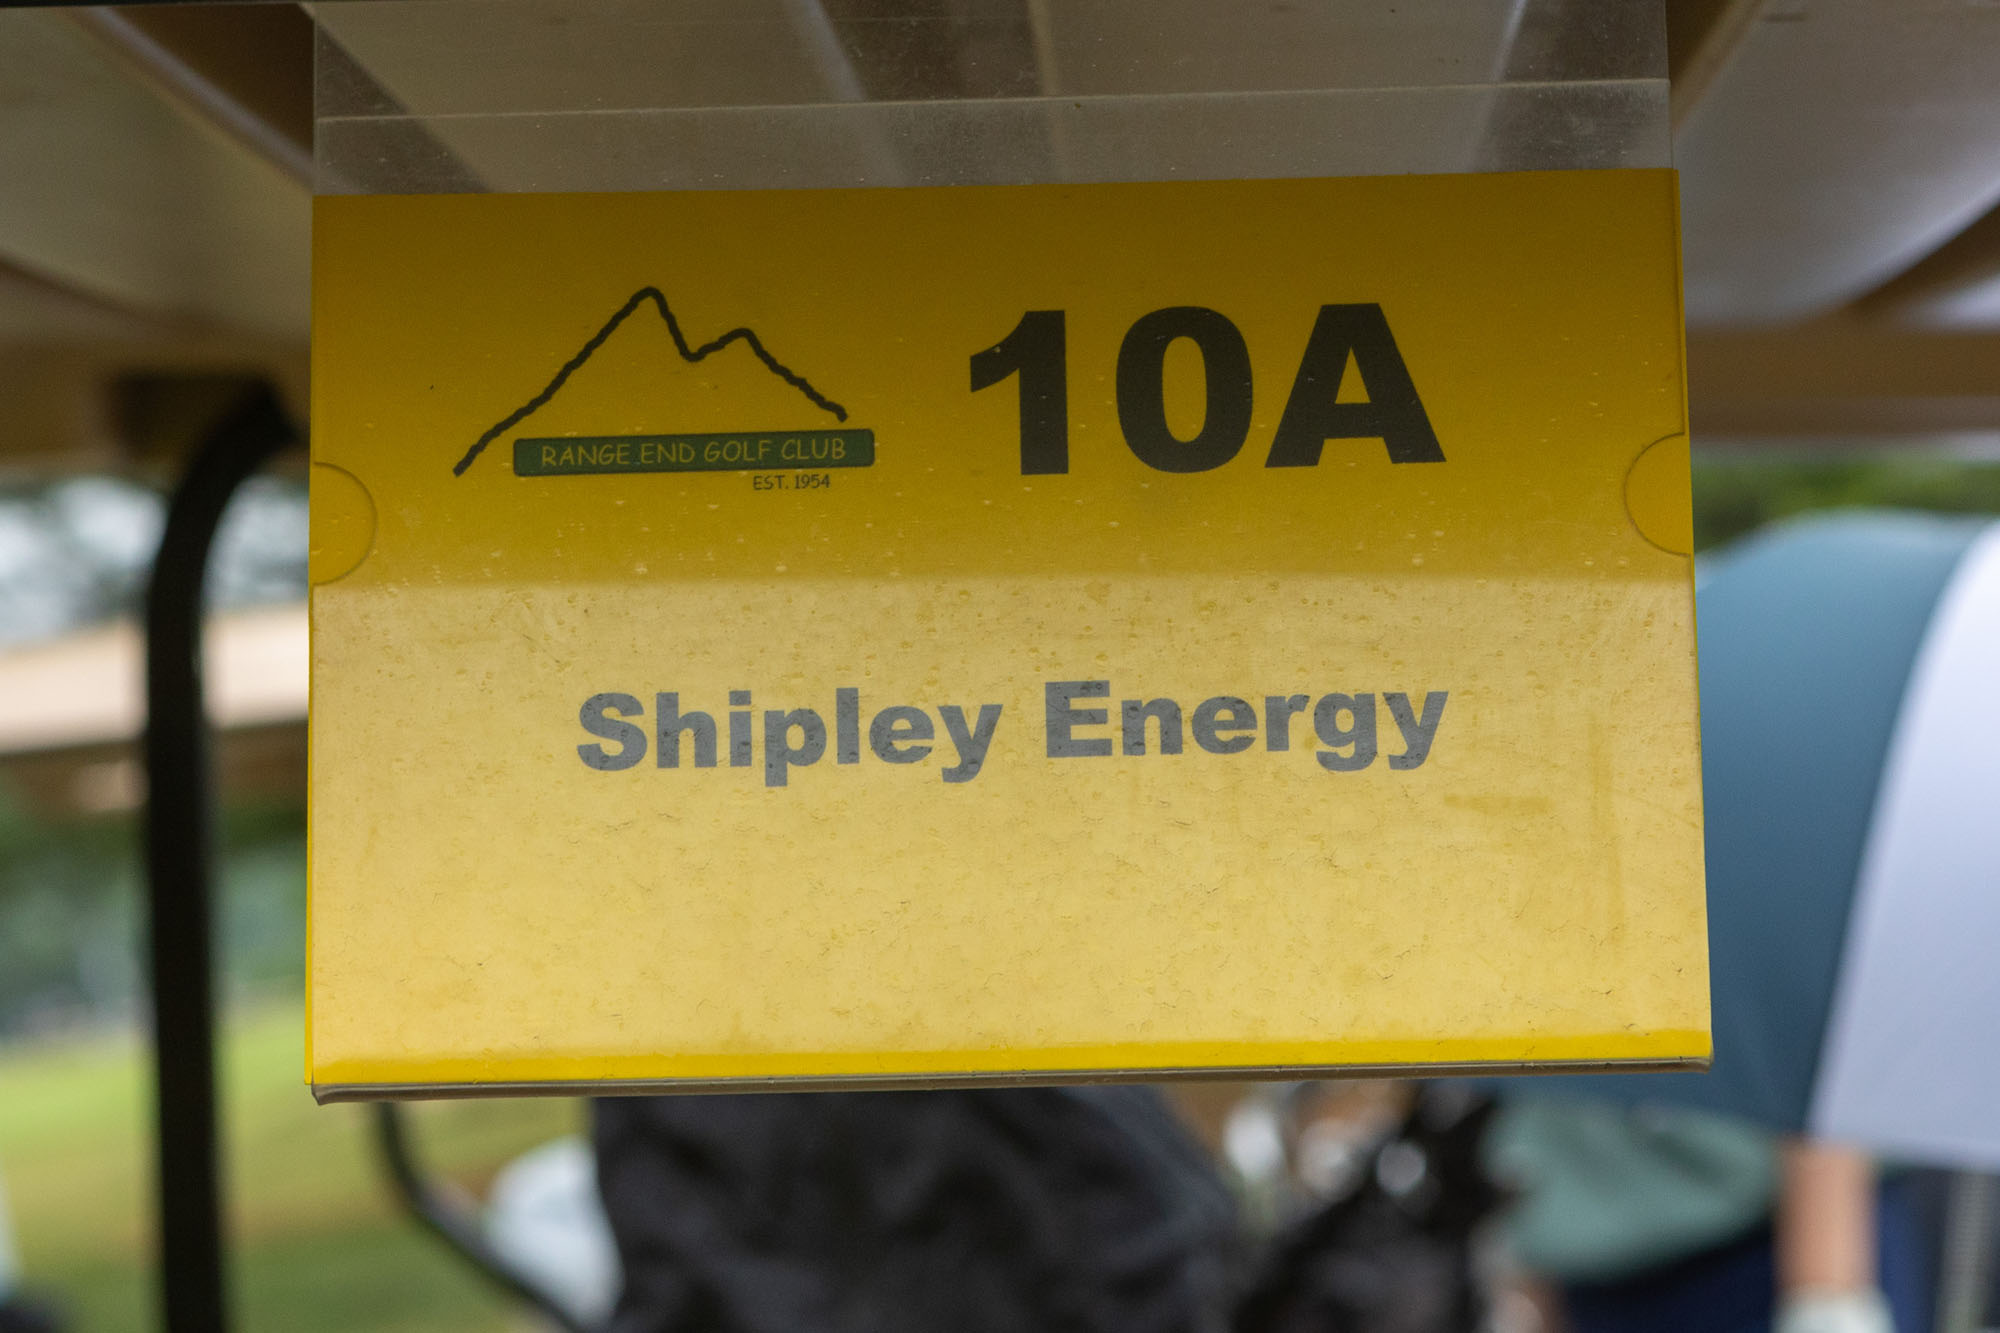 10A
RANGE END GOLF CLUB
EST. 1954
Shipley Energy